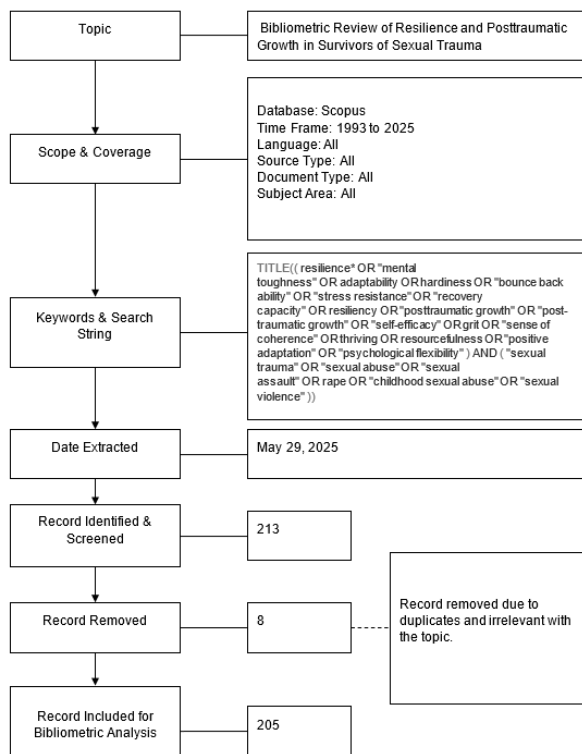 Topic
Bibliometric Review of Resilience and Posttraumatic
Growth in Survivors of Sexual Trauma
Scope & Coverage
Database: Scopus
Time Frame: 1993 to 2025
Language: All
Source Type: All
Document Type: All
Subject Area: All
Keywords & Search
String
TITLE(( resilience* OR "mental
toughness" OR adaptability OR hardiness OR "bounce back
ability" OR "stress resistance" OR "recovery
capacity" OR resiliency OR "posttraumatic growth" OR "post-
traumatic growth" OR "self-efficacy" OR grit OR "sense of
coherence" OR thriving OR resourcefulness OR "positive
adaptation" OR "psychological flexibility" ) AND ( "sexual
trauma" OR "sexual abuse" OR "sexual
assault" OR rape OR "childhood sexual abuse" OR "sexual
violence" ))
Date Extracted
May 29, 2025
Record Identified &
Screened
213
Record Removed
8
Record removed due to
duplicates and irrelevant with
the topic.
Record Included for
Bibliometric Analysis
205